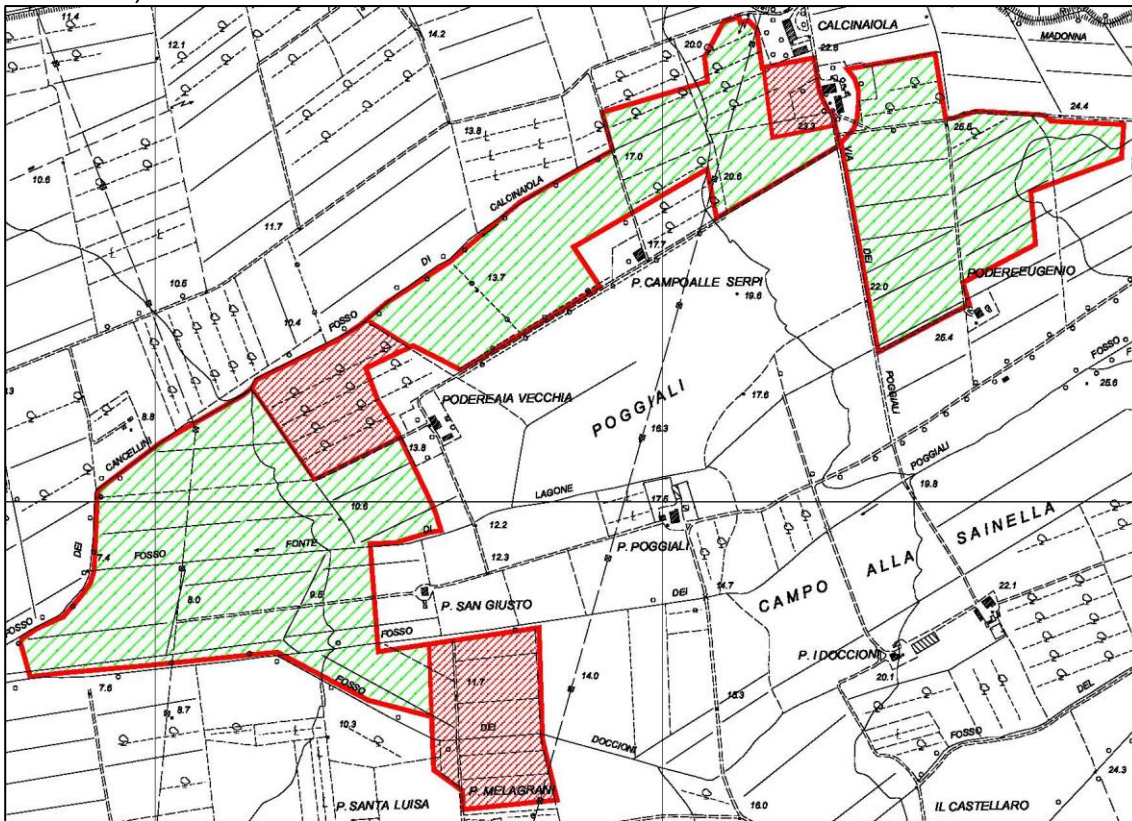 11.4
12.1
14.2
20.0
CALCINAIOLA
22.6
MADONNA
24.4
13.8
10.6
17.0
23.3
VIA
25.6
20.6
CALCINAIOLA
11.7
DI
17.7
P. CAMPOALLE SERPI
DEI
PODEREEUGENIO
13.7
10.5
19.6
22.0
10.4
FOSSO
25.4
FOSSO
POGGIALI
25.6
PODEREAIA VECCHIA
POGGIALI
17.6
8.8
16.3
CANCELLINI
13.8
POGGIALI
19.8
LAGONE
17.5
10.6
DI
12.2
DEI
7.4
FOSSO
FONTE
12.3
P. POGGIALI
CAMPO ALLA SAINELLA
14.7
DEI
8.0
9.5
P. SAN GIUSTO
22.1
FOSSO
FOSSO
P. I DOCCIONI
20.1
7.6
FOSSO
11.7
14.0
18.3
DEL
8.7
10.3
DEI
DOCCIONI
FOSSO
24.3
P. SANTA LUISA
P. MELAGRANI
16.0
IL CASTELLARO